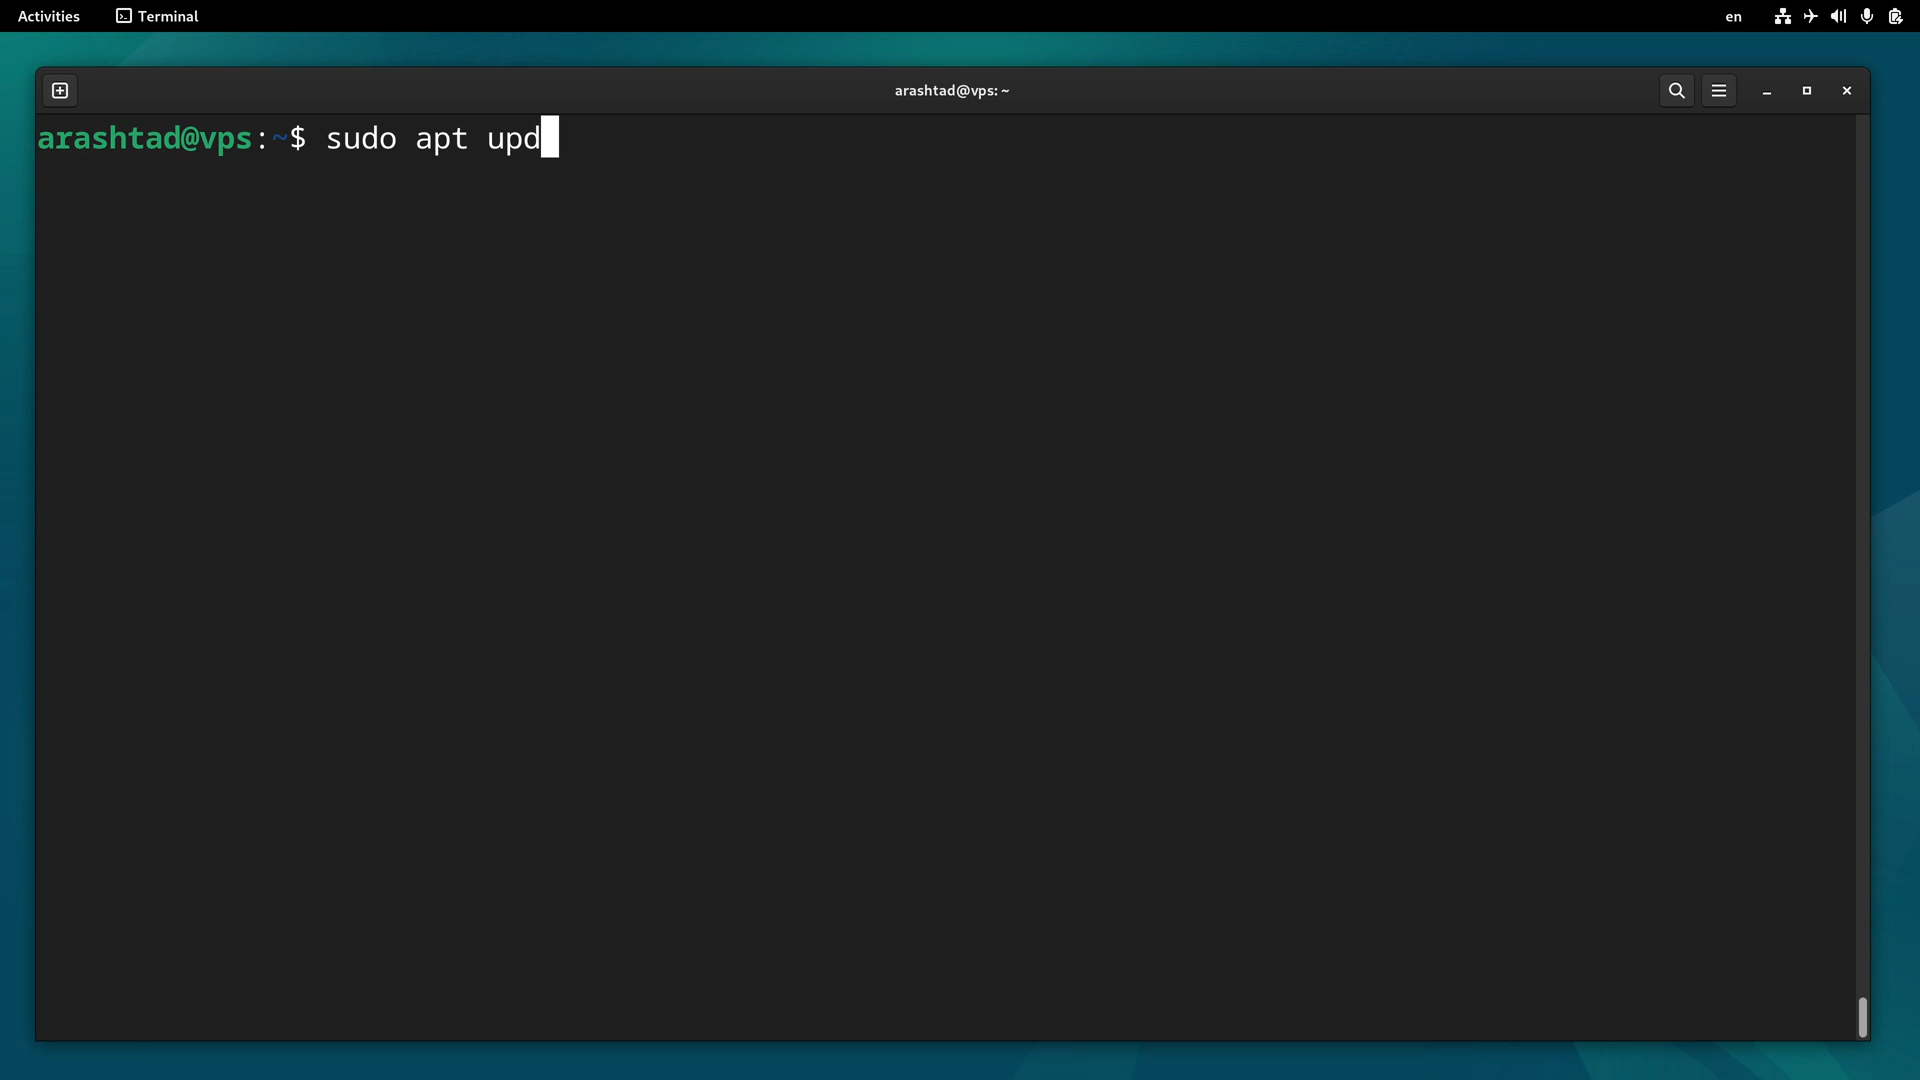 Activities
Terminal
en
arashtad@vps: ~
arashtad@vps:~$ sudo apt upd